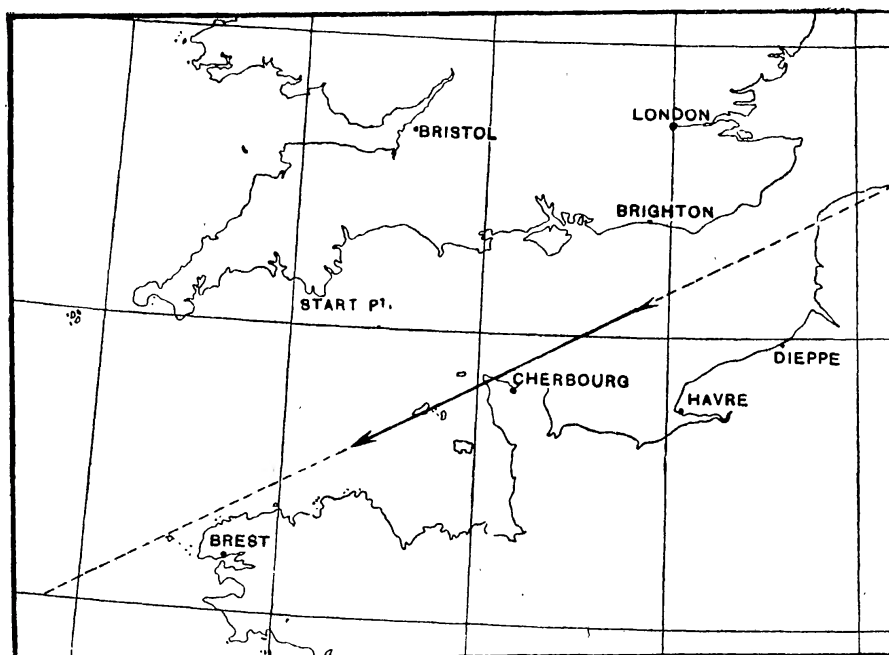 LONDON
BRISTOL
BRIGHTON
START PT.
DIEPPE
CHERBOURG
HAVRE
BREST